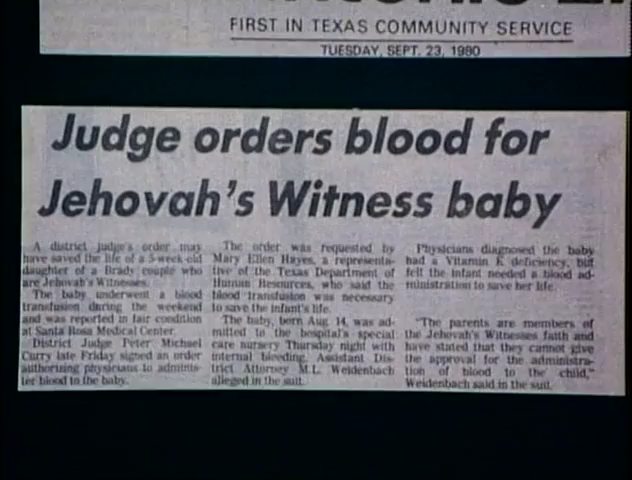 FIRST IN TEXAS COMMUNITY SERVICE
TUESDAY, SEPT. 23, 1980
Judge orders blood for
Jehovah's Witness baby
A district judge's order may
have saved the life of a 5-week-old
daughter of a Brady couple who
are Jehovah's Witnesses.
The baby underwent a blood
transfusion during the weekend
and was reported in fair condition
at Santa Rosa Medical Center.
District Judge Peter Michael
Curry late Friday signed an order
authorizing physicians to adminis-
ter blood to the baby.
The order was requested by
Mary Ellen Hayes, a representa-
tive of the Texas Department of
Human Resources, who said the
blood transfusion was necessary
to save the infant's life.
The baby, born Aug. 14, was ad-
mitted to the hospital's special
care nursery Thursday night with
internal bleeding, Assistant Dis-
trict Attorney M.L. Weidenbach
alleged in the suit.
Physicians diagnosed the baby
had a Vitamin K deficiency, but
felt the infant needed a blood ad-
ministration to save her life.
"The parents are members of
the Jehovah's Witnesses faith and
have stated that they cannot give
the approval for the administra-
tion of blood to the child,"
Weidenbach said in the suit.